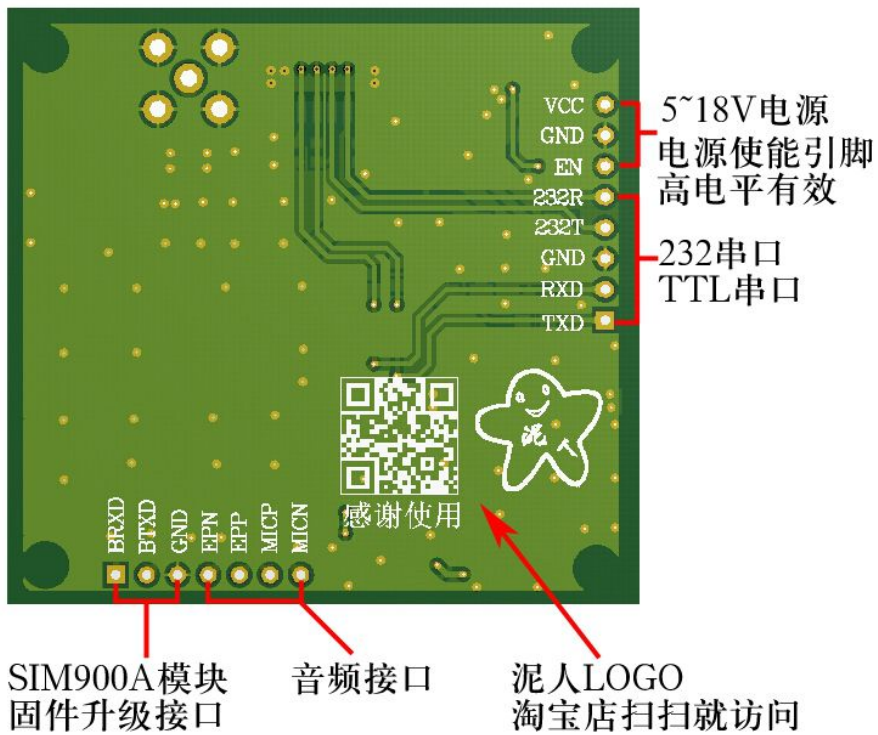 VCC
GND
EN
232R
232T
GND
RXD
TXD
5~18V电源
电源使能引脚
高电平有效
232串口
TTL串口
泥人
感谢使用
BRXD
BTXD
GND
EPN
EPP
MICP
MICN
SIM900A模块
固件升级接口
音频接口
泥人LOGO
淘宝店扫扫就访问